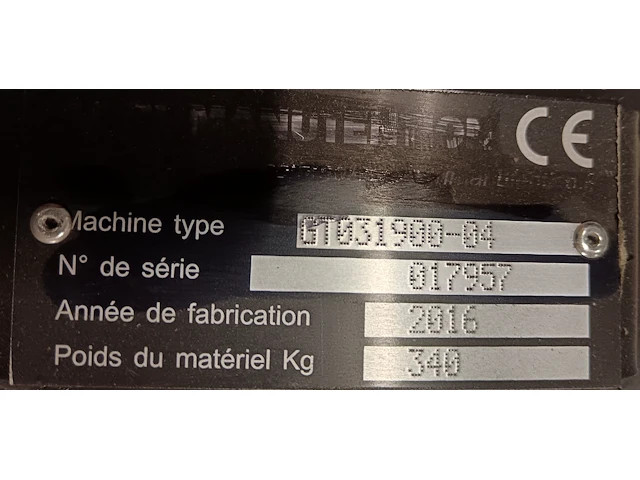 CE
Machine type GT031900-04
N° de série 017957
Année de fabrication 2016
Poids du matériel Kg 340